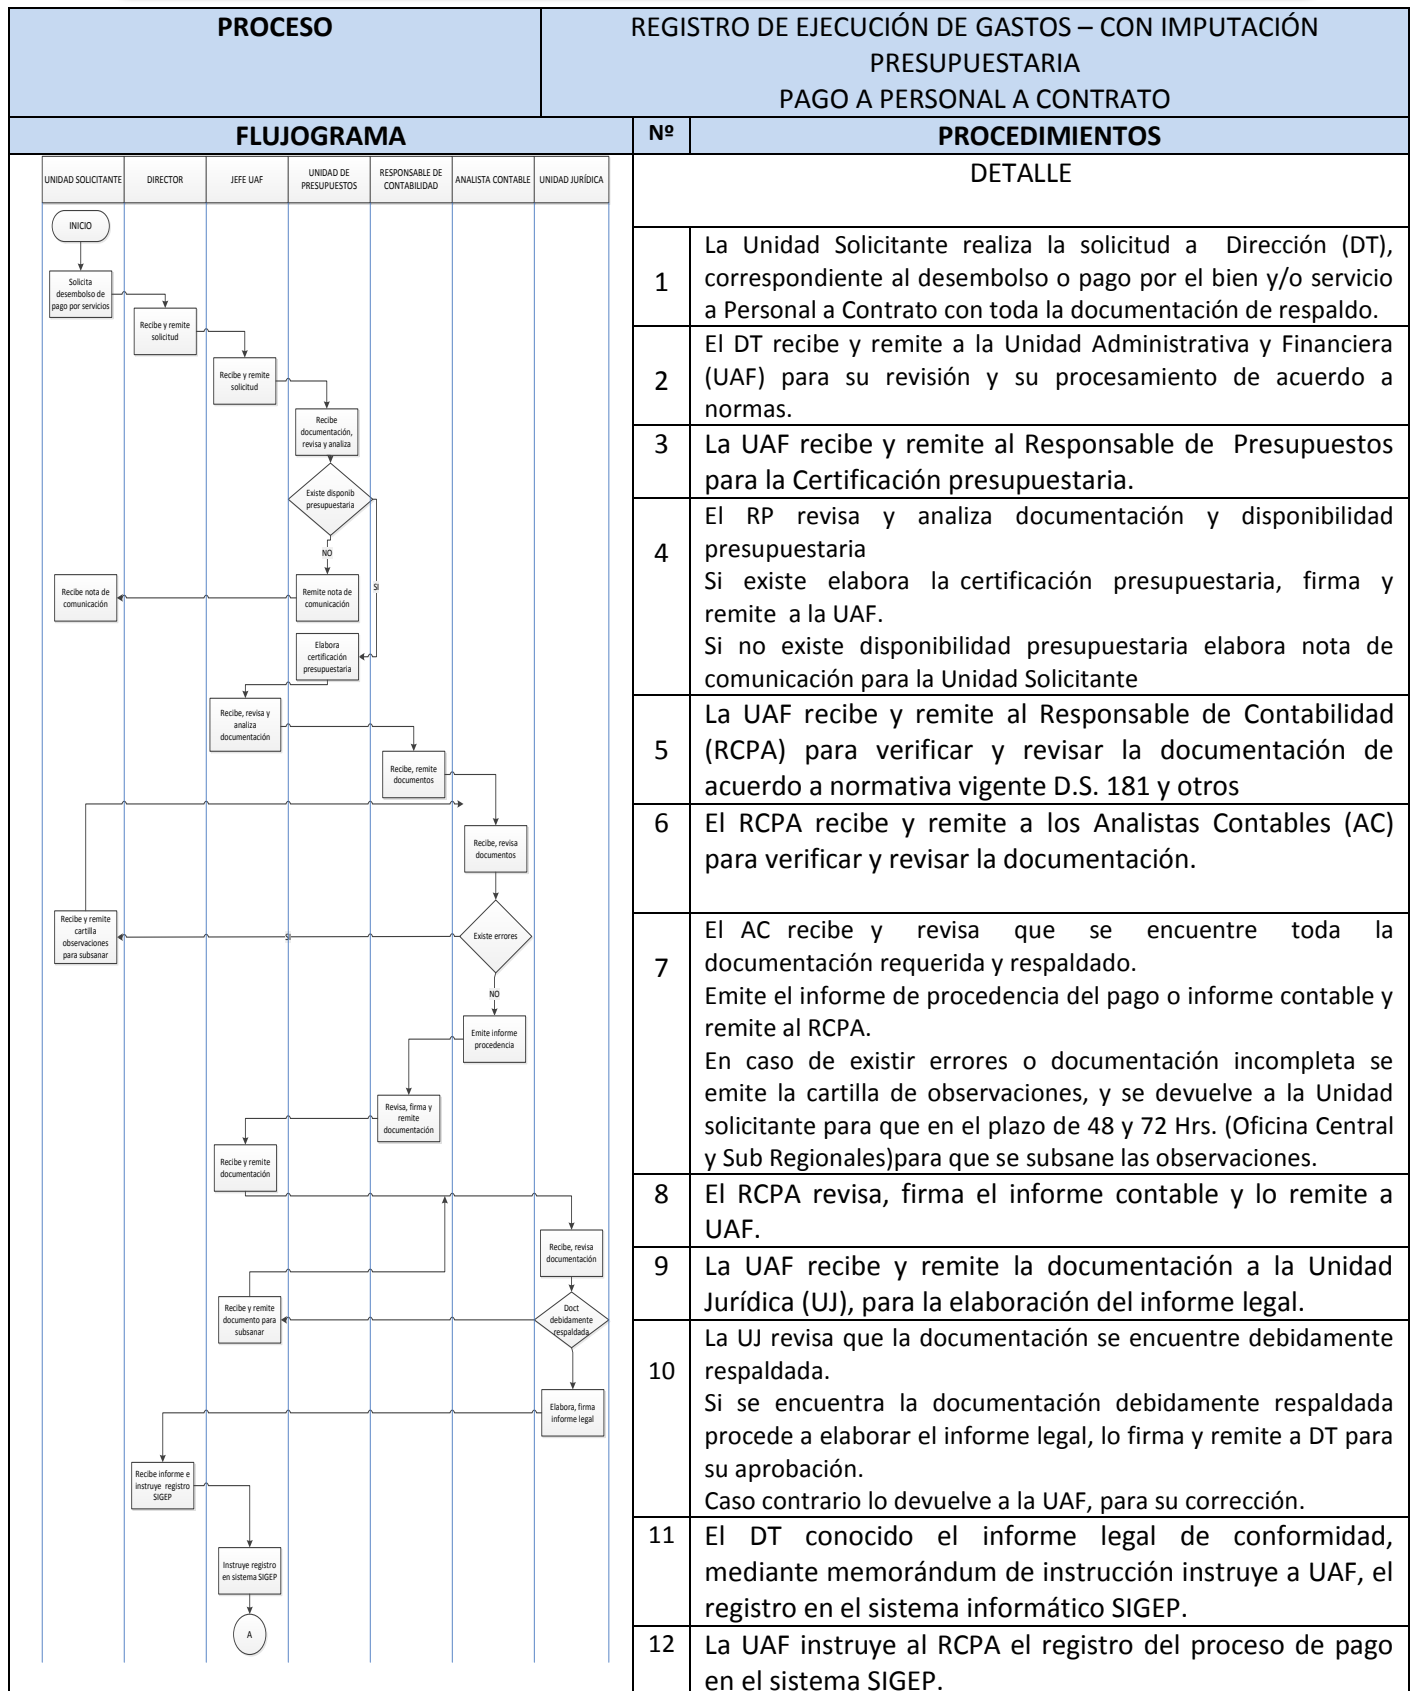 PROCESO
REGISTRO DE EJECUCIÓN DE GASTOS – CON IMPUTACIÓN
PRESUPUESTARIA
PAGO A PERSONAL A CONTRATO
FLUJOGRAMA
Nº
PROCEDIMIENTOS
UNIDAD SOLICITANTE
DIRECTOR
JEFE UAF
UNIDAD DE
PRESUPUESTOS
RESPONSABLE DE
CONTABILIDAD
ANALISTA CONTABLE
UNIDAD JURÍDICA
INICIO
Solicita
desembolso de
pago por servicios
Recibe y remite
solicitud
Recibe y remite
solicitud
Recibe
documentación,
revisa y analiza
Existe disponib
presupuestaria
NO
SI
Recibe nota de
comunicación
Remite nota de
comunicación
Elabora
certificación
presupuestaria
Recibe, revisa y
analiza
documentación
Recibe, remite
documentos
Recibe, revisa
documentos
Recibe y remite
cartilla
observaciones
para subsanar
SI
Existe errores
NO
Emite informe
procedencia
Revisa, firma y
remite
documentación
Recibe y remite
documentación
Recibe, revisa
documentación
Recibe y remite
documento para
subsanar
Doct
debidamente
respaldada
Elabora, firma
informe legal
Recibe informe e
instruye registro
SIGEP
Instruye registro
en sistema SIGEP
A
DETALLE
1
La Unidad Solicitante realiza la solicitud a Dirección (DT),
correspondiente al desembolso o pago por el bien y/o servicio
a Personal a Contrato con toda la documentación de respaldo.
2
El DT recibe y remite a la Unidad Administrativa y Financiera
(UAF) para su revisión y su procesamiento de acuerdo a
normas.
3
La UAF recibe y remite al Responsable de Presupuestos
para la Certificación presupuestaria.
4
El RP revisa y analiza documentación y disponibilidad
presupuestaria
Si existe elabora la certificación presupuestaria, firma y
remite a la UAF.
Si no existe disponibilidad presupuestaria elabora nota de
comunicación para la Unidad Solicitante
5
La UAF recibe y remite al Responsable de Contabilidad
(RCPA) para verificar y revisar la documentación de
acuerdo a normativa vigente D.S. 181 y otros
6
El RCPA recibe y remite a los Analistas Contables (AC)
para verificar y revisar la documentación.
7
El AC recibe y revisa que se encuentre toda la
documentación requerida y respaldado.
Emite el informe de procedencia del pago o informe contable y
remite al RCPA.
En caso de existir errores o documentación incompleta se
emite la cartilla de observaciones, y se devuelve a la Unidad
solicitante para que en el plazo de 48 y 72 Hrs. (Oficina Central
y Sub Regionales)para que se subsane las observaciones.
8
El RCPA revisa, firma el informe contable y lo remite a
UAF.
9
La UAF recibe y remite la documentación a la Unidad
Jurídica (UJ), para la elaboración del informe legal.
10
La UJ revisa que la documentación se encuentre debidamente
respaldada.
Si se encuentra la documentación debidamente respaldada
procede a elaborar el informe legal, lo firma y remite a DT para
su aprobación.
Caso contrario lo devuelve a la UAF, para su corrección.
11
El DT conocido el informe legal de conformidad,
mediante memorándum de instrucción instruye a UAF, el
registro en el sistema informático SIGEP.
12
La UAF instruye al RCPA el registro del proceso de pago
en el sistema SIGEP.